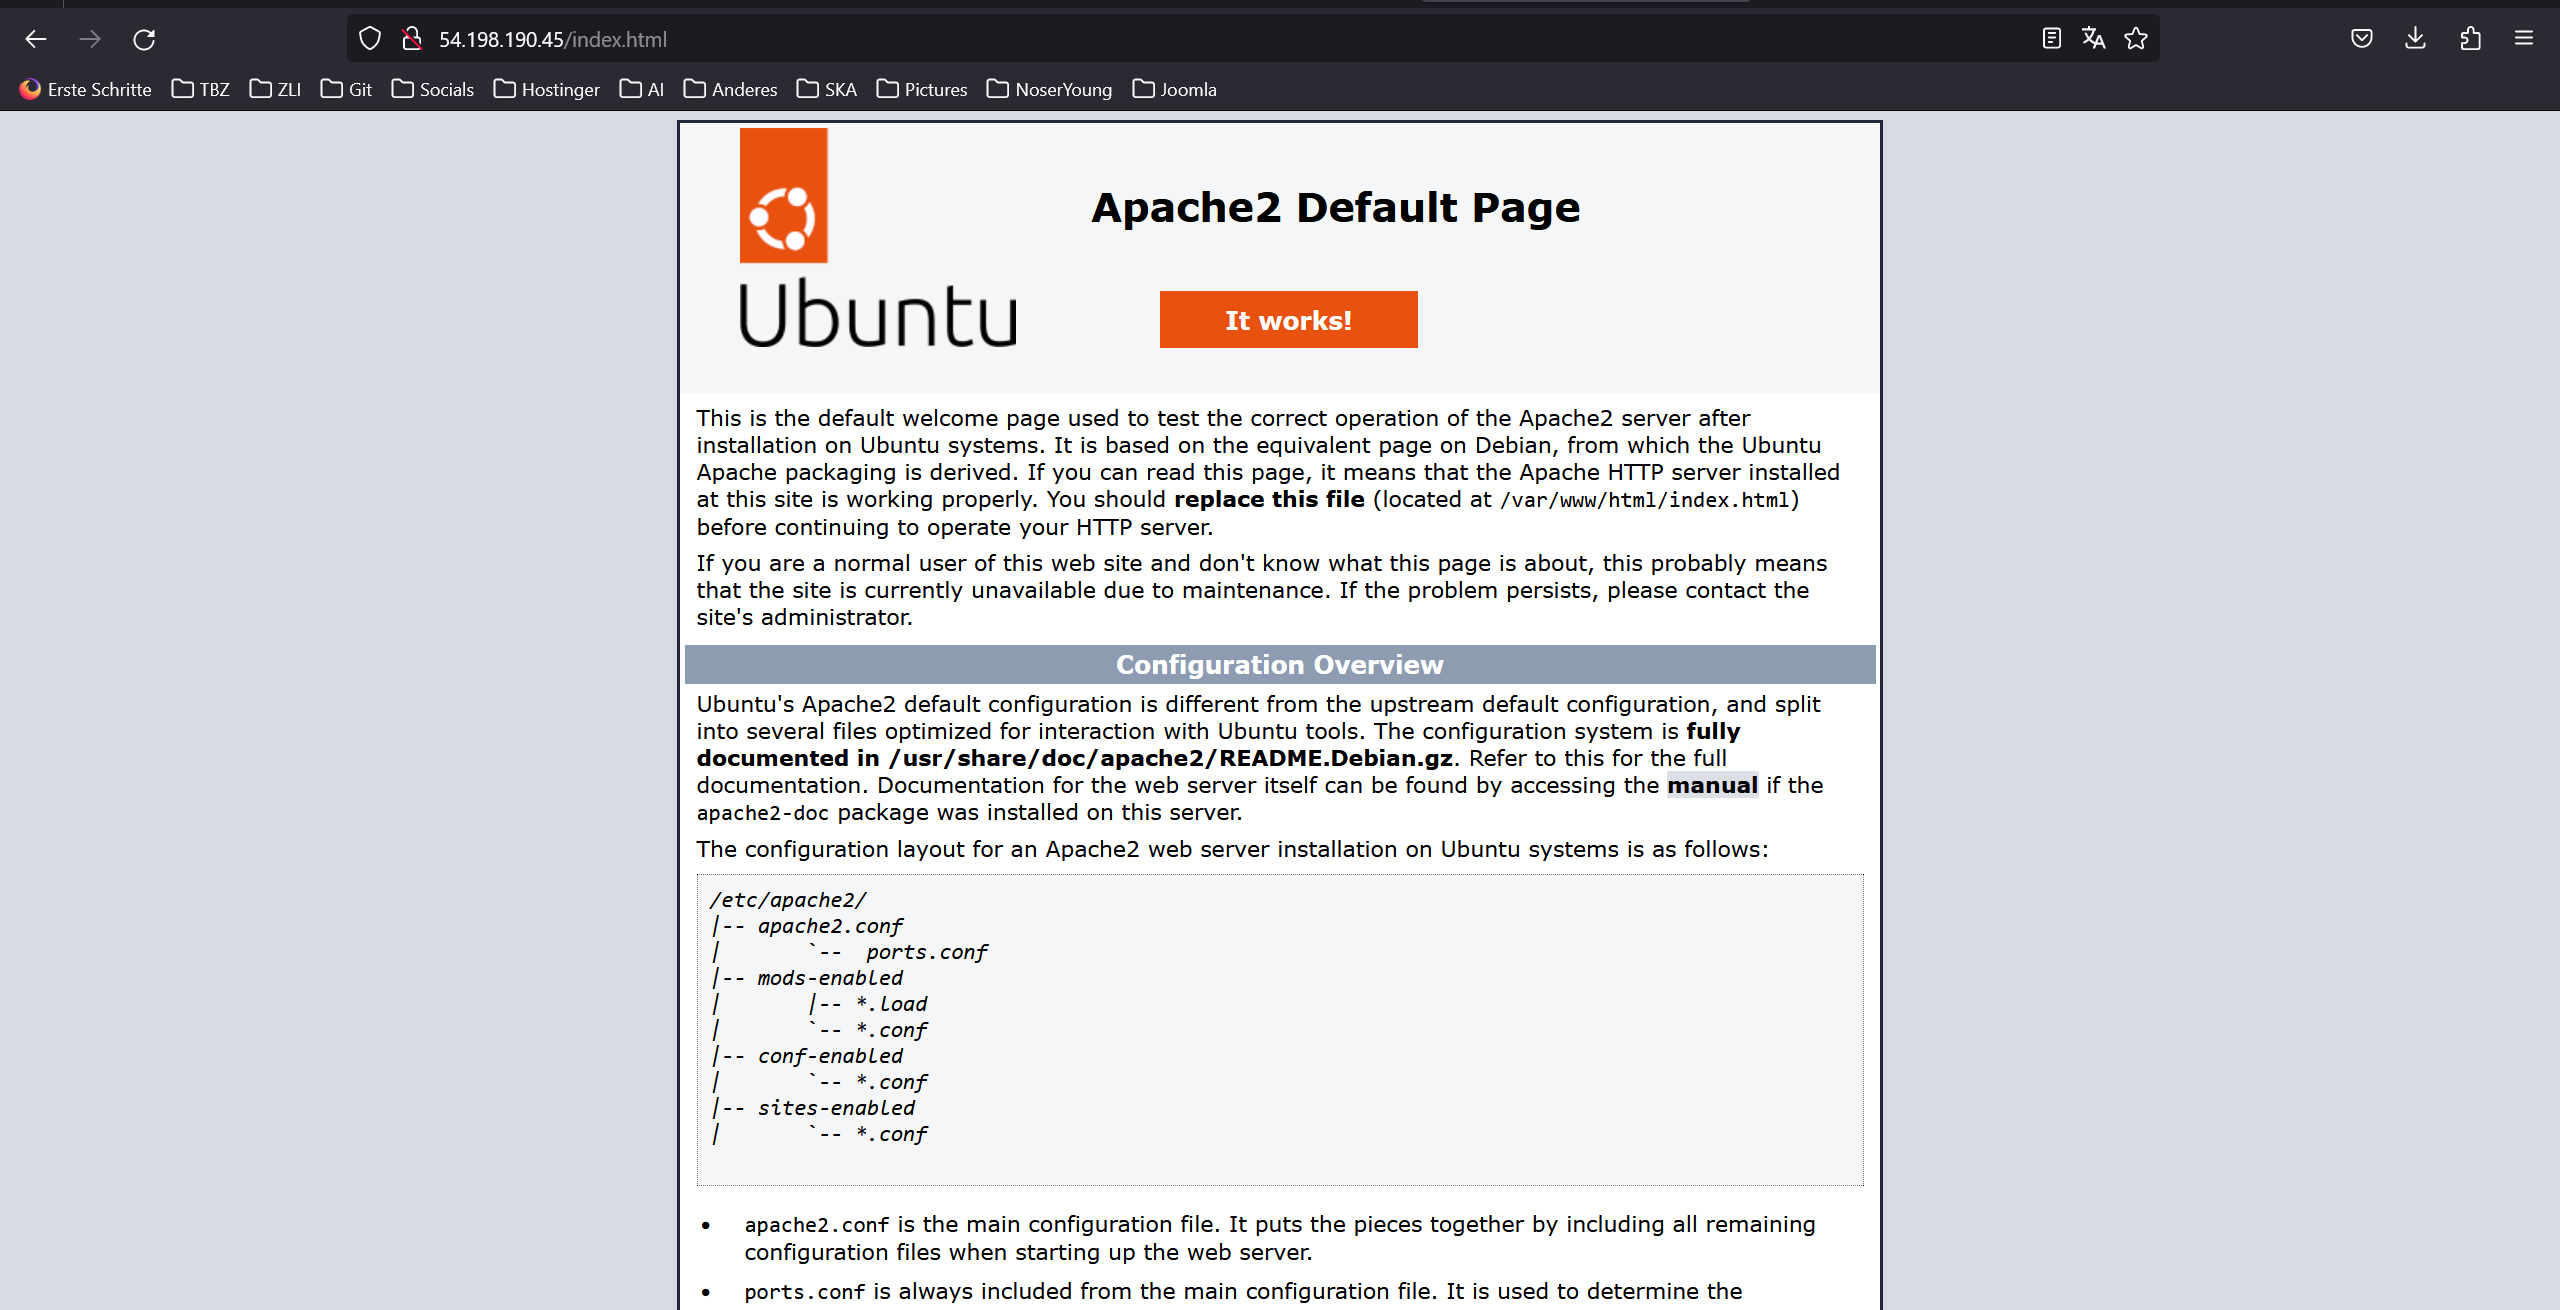 54.198.190.45/index.html
Erste Schritte TBZ ZLI Git Socials Hostinger AI Anderes SKA Pictures NoserYoung Joomla
Ubuntu
Apache2 Default Page
It works!
This is the default welcome page used to test the correct operation of the Apache2 server after
installation on Ubuntu systems. It is based on the equivalent page on Debian, from which the Ubuntu
Apache packaging is derived. If you can read this page, it means that the Apache HTTP server installed
at this site is working properly. You should replace this file (located at /var/www/html/index.html)
before continuing to operate your HTTP server.
If you are a normal user of this web site and don't know what this page is about, this probably means
that the site is currently unavailable due to maintenance. If the problem persists, please contact the
site's administrator.
Configuration Overview
Ubuntu's Apache2 default configuration is different from the upstream default configuration, and split
into several files optimized for interaction with Ubuntu tools. The configuration system is fully
documented in /usr/share/doc/apache2/README.Debian.gz. Refer to this for the full
documentation. Documentation for the web server itself can be found by accessing the manual if the
apache2-doc package was installed on this server.
The configuration layout for an Apache2 web server installation on Ubuntu systems is as follows:
/etc/apache2/
|-- apache2.conf
|       `--  ports.conf
|-- mods-enabled
|       |-- *.load
|       `-- *.conf
|-- conf-enabled
|       `-- *.conf
|-- sites-enabled
|       `-- *.conf
• apache2.conf is the main configuration file. It puts the pieces together by including all remaining
configuration files when starting up the web server.
• ports.conf is always included from the main configuration file. It is used to determine the